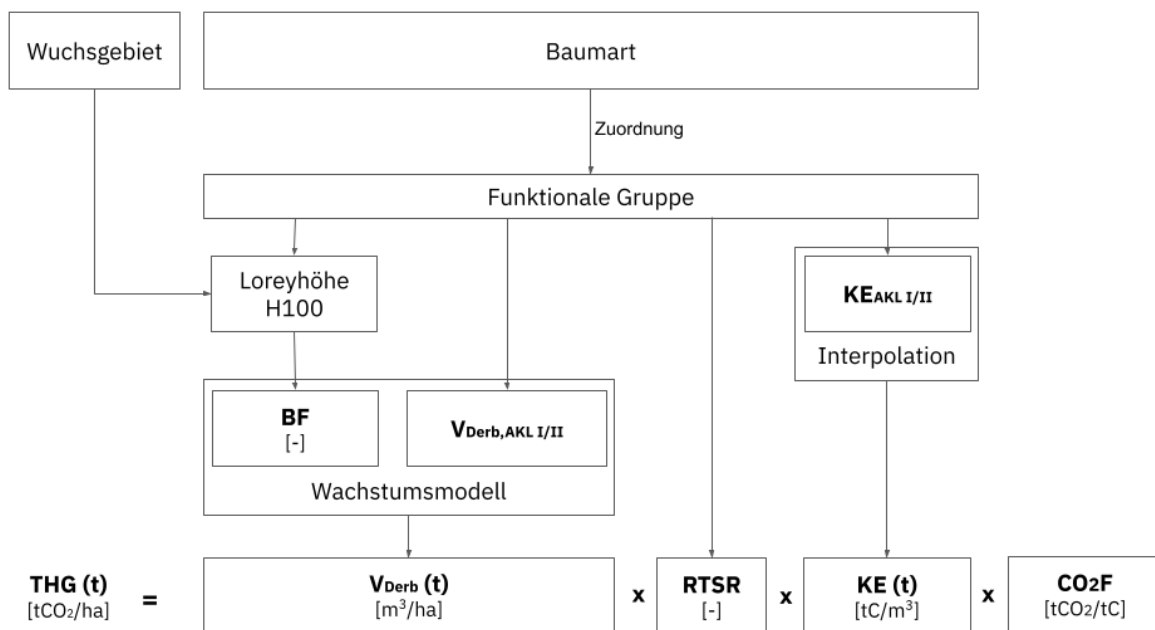 Wuchsgebiet
Baumart
Zuordnung
Funktionale Gruppe
Loreyhöhe
H100
KEAKL I/II
Interpolation
BF
[-]
VDerb,AKL I/II
Wachstumsmodell
THG (t)
[tCO₂/ha]
=
VDerb (t)
[m³/ha]
x
RTSR
[-]
x
KE (t)
[tC/m³]
x
CO₂F
[tCO₂/tC]